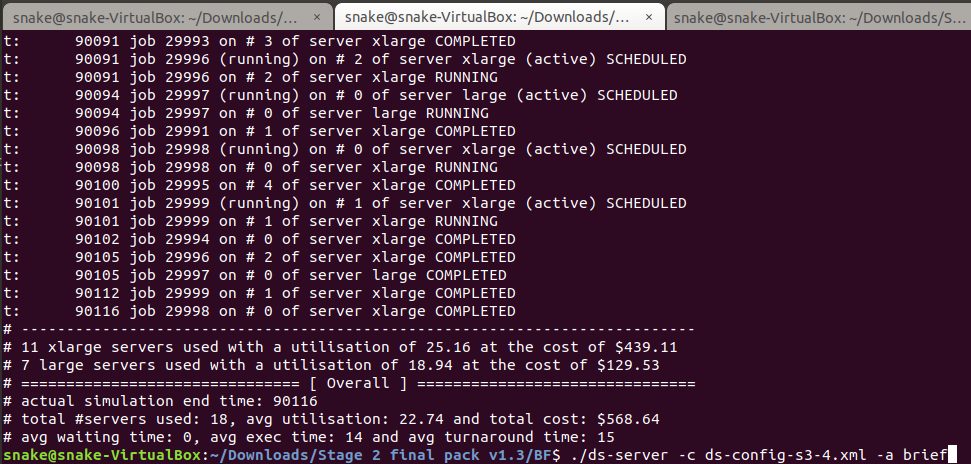 snake@snake-VirtualBox: ~/Downloads/... × snake@snake-VirtualBox: ~/Downloads/... × snake@snake-VirtualBox: ~/Downloads/S...
t: 90091 job 29993 on # 3 of server xlarge COMPLETED
t: 90091 job 29996 (running) on # 2 of server xlarge (active) SCHEDULED
t: 90091 job 29996 on # 2 of server xlarge RUNNING
t: 90094 job 29997 (running) on # 0 of server large (active) SCHEDULED
t: 90094 job 29997 on # 0 of server large RUNNING
t: 90096 job 29991 on # 1 of server xlarge COMPLETED
t: 90098 job 29998 (running) on # 0 of server xlarge (active) SCHEDULED
t: 90098 job 29998 on # 0 of server xlarge RUNNING
t: 90100 job 29995 on # 4 of server xlarge COMPLETED
t: 90101 job 29999 (running) on # 1 of server xlarge (active) SCHEDULED
t: 90101 job 29999 on # 1 of server xlarge RUNNING
t: 90102 job 29994 on # 0 of server xlarge COMPLETED
t: 90105 job 29996 on # 2 of server xlarge COMPLETED
t: 90105 job 29997 on # 0 of server large COMPLETED
t: 90112 job 29999 on # 1 of server xlarge COMPLETED
t: 90116 job 29998 on # 0 of server xlarge COMPLETED
# ---------------------------------------------------------------------------
# 11 xlarge servers used with a utilisation of 25.16 at the cost of $439.11
# 7 large servers used with a utilisation of 18.94 at the cost of $129.53
# =============================== [ Overall ] ===============================
# actual simulation end time: 90116
# total #servers used: 18, avg utilisation: 22.74 and total cost: $568.64
# avg waiting time: 0, avg exec time: 14 and avg turnaround time: 15
snake@snake-VirtualBox:~/Downloads/Stage 2 final pack v1.3/BF$ ./ds-server -c ds-config-s3-4.xml -a brief